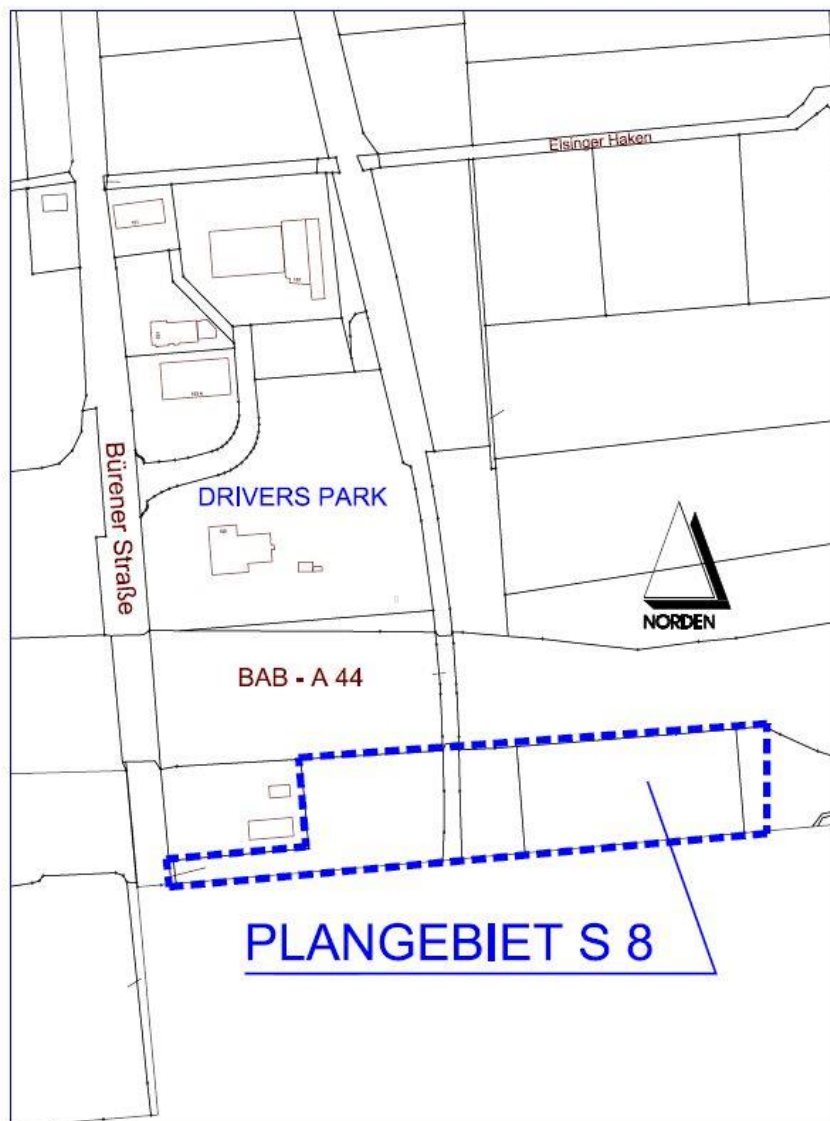 Elsinger Haken
Bürener Straße
DRIVERS PARK
NORDEN
BAB - A 44
PLANGEBIET S 8